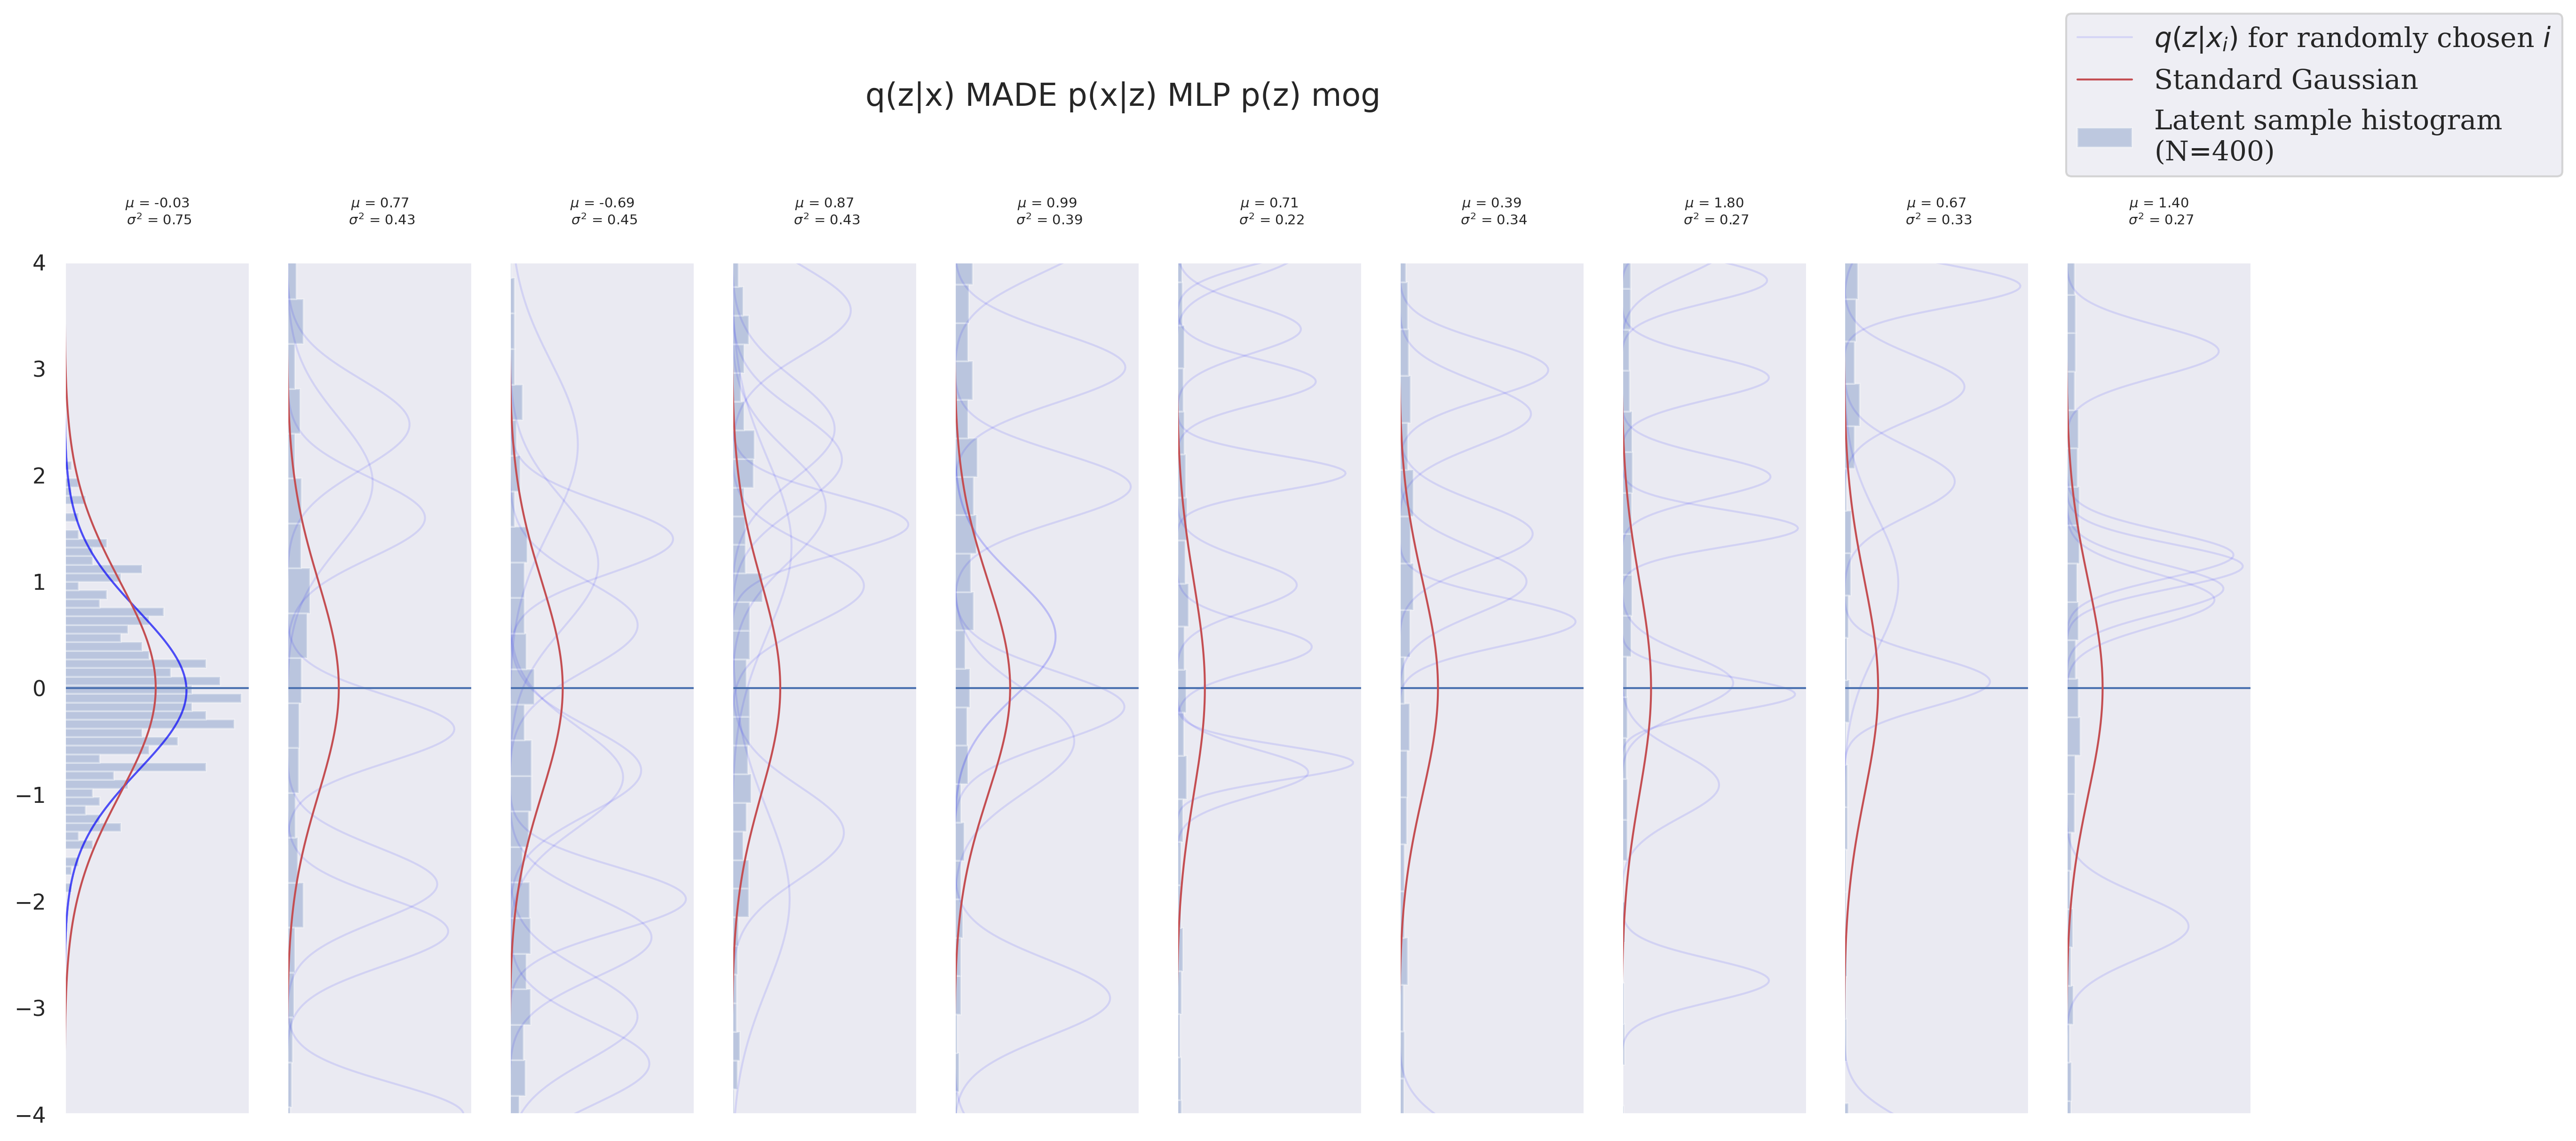 q(z|xᵢ) for randomly chosen i
Standard Gaussian
Latent sample histogram
(N=400)
q(z|x) MADE p(x|z) MLP p(z) mog
μ = -0.03
σ² = 0.75
μ = 0.77
σ² = 0.43
μ = -0.69
σ² = 0.45
μ = 0.87
σ² = 0.43
μ = 0.99
σ² = 0.39
μ = 0.71
σ² = 0.22
μ = 0.39
σ² = 0.34
μ = 1.80
σ² = 0.27
μ = 0.67
σ² = 0.33
μ = 1.40
σ² = 0.27
4
3
2
1
0
−1
−2
−3
−4